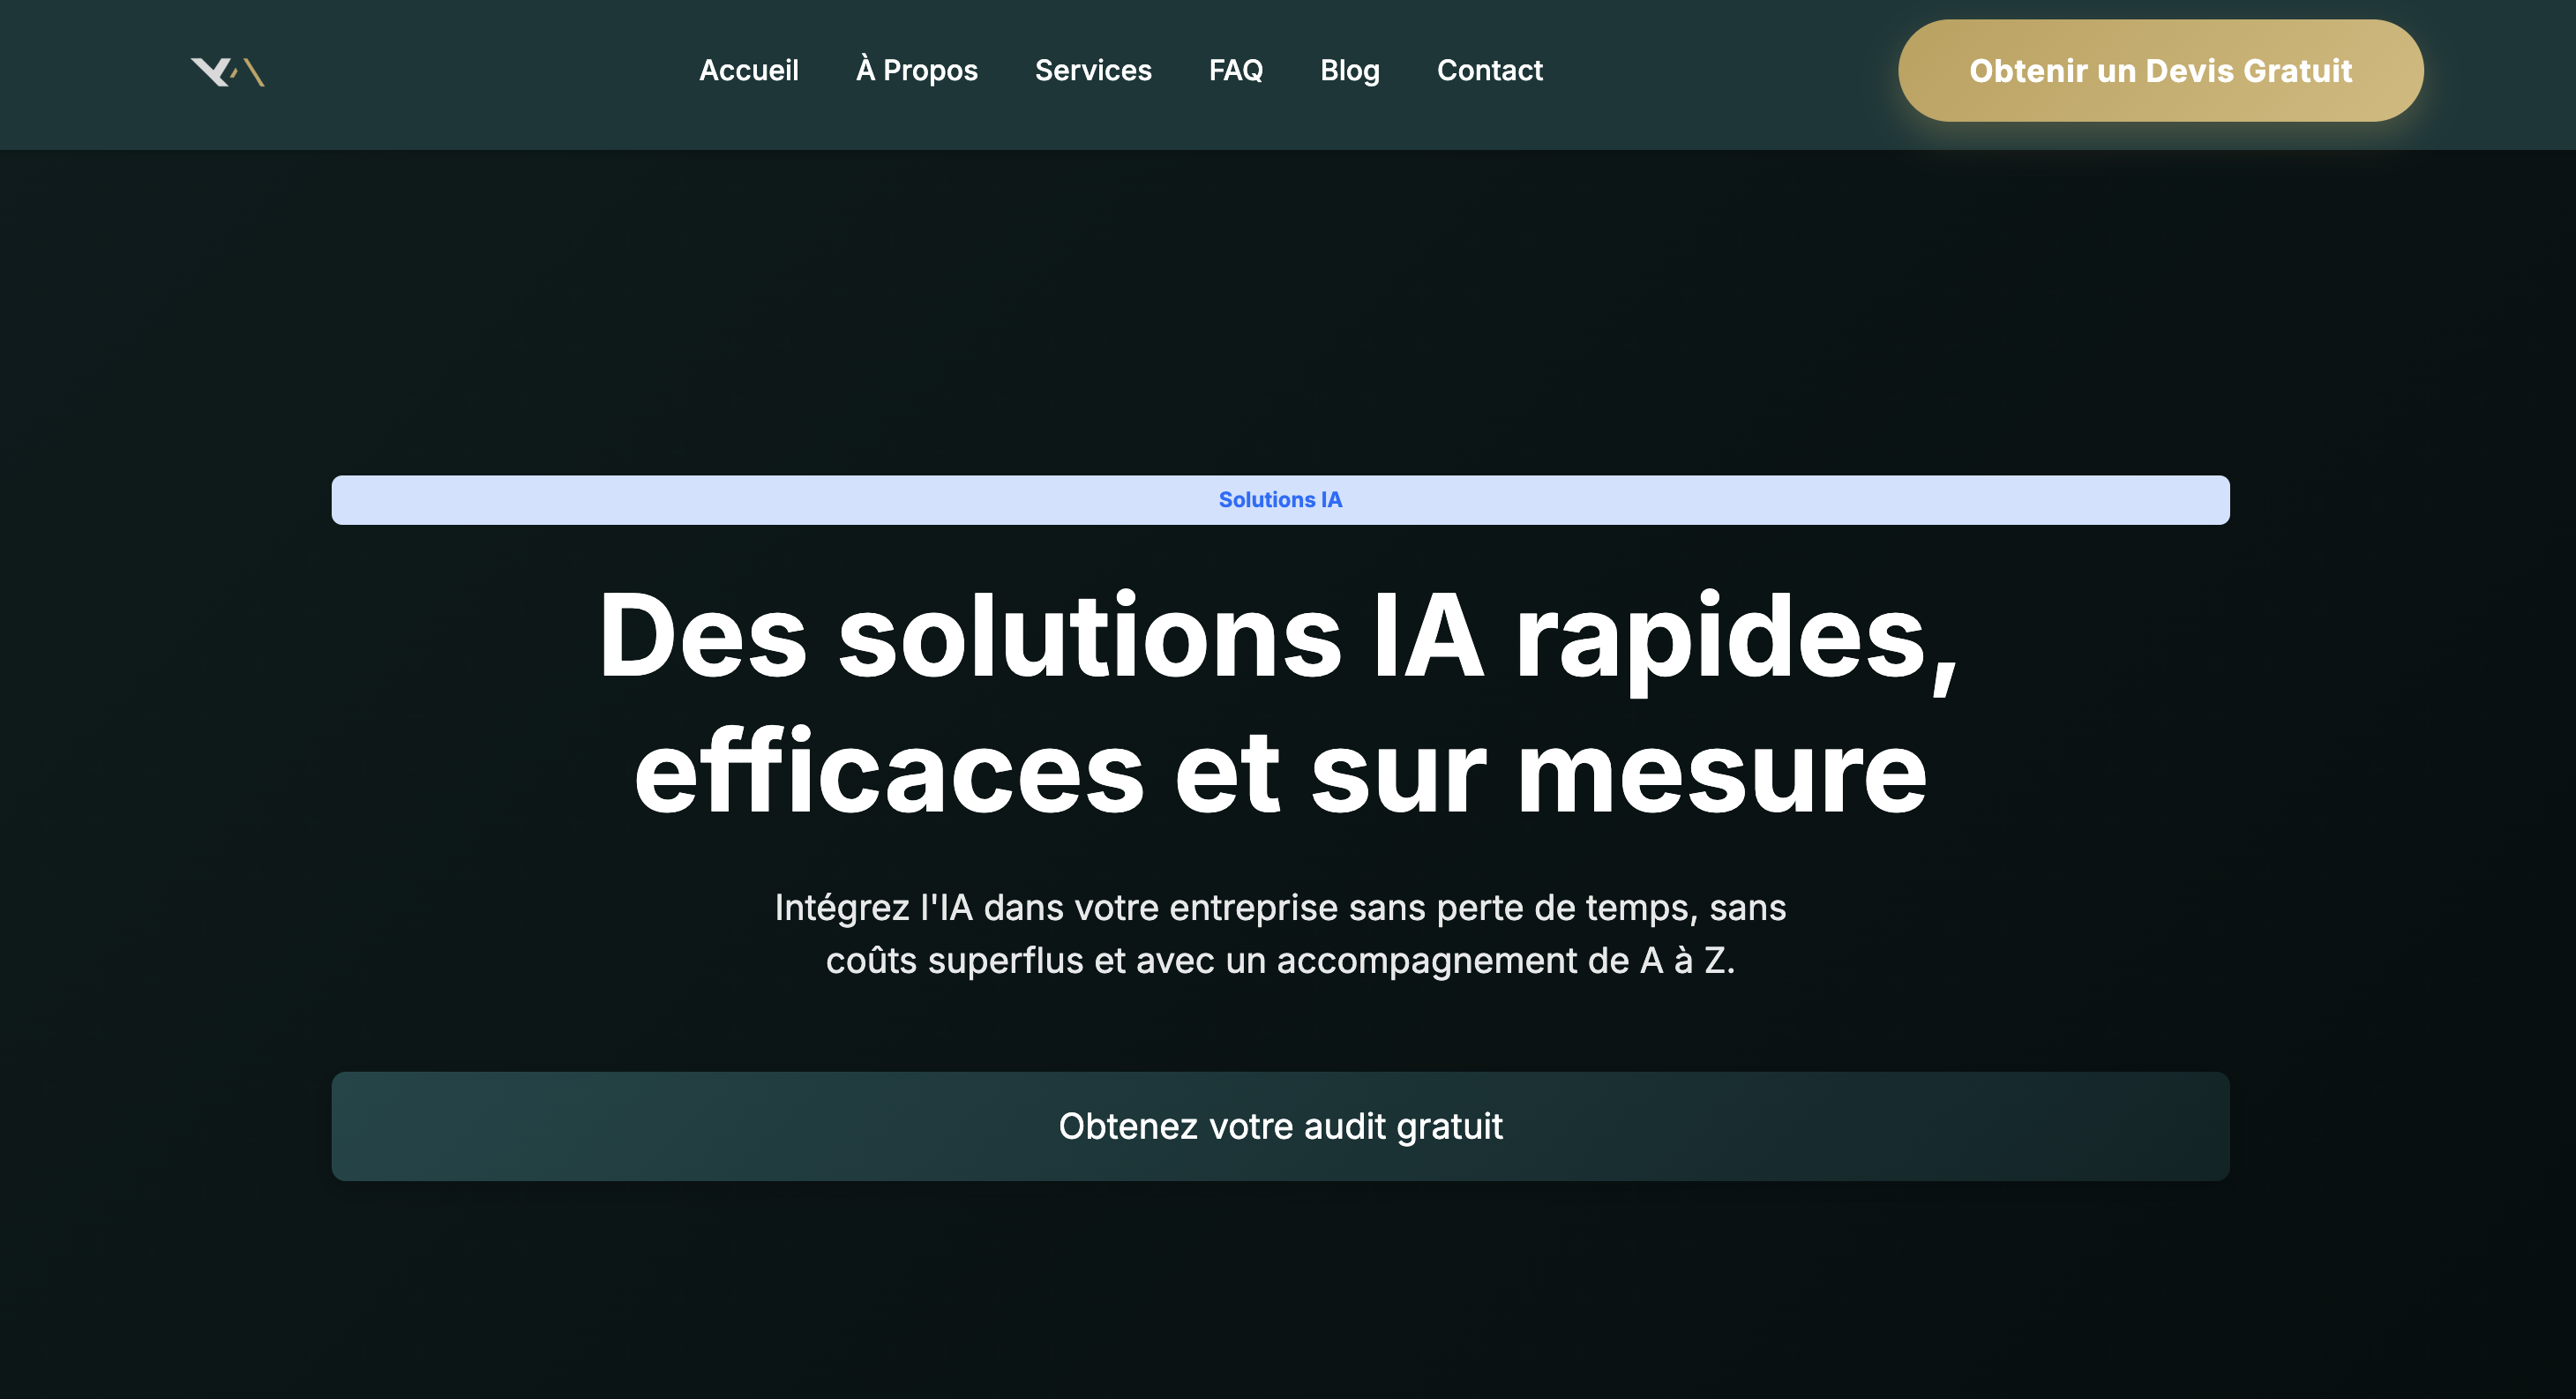 Accueil À Propos Services FAQ Blog Contact Obtenir un Devis Gratuit
Solutions IA
Des solutions IA rapides,
efficaces et sur mesure
Intégrez l'IA dans votre entreprise sans perte de temps, sans
coûts superflus et avec un accompagnement de A à Z.
Obtenez votre audit gratuit